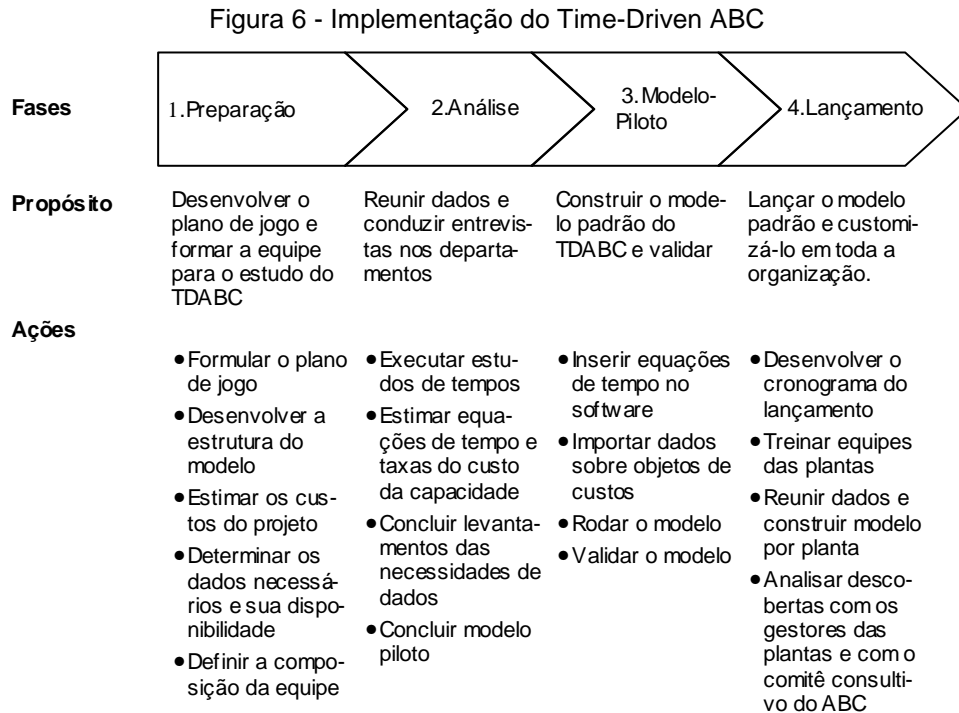 Figura 6 - Implementação do Time-Driven ABC
Fases
1.Preparação
2.Análise
3.Modelo-
Piloto
4.Lançamento
Propósito
Desenvolver o
plano de jogo e
formar a equipe
para o estudo do
TDABC
Reunir dados e
conduzir entrevis-
tas nos departa-
mentos
Construir o mode-
lo padrão do
TDABC e validar
Lançar o modelo
padrão e customi-
zá-lo em toda a
organização.
Ações
•Formular o plano
de jogo
•Desenvolver a
estrutura do
modelo
•Estimar os cus-
tos do projeto
•Determinar os
dados necessá-
rios e sua dispo-
nibilidade
•Definir a compo-
sição da equipe
•Executar estu-
dos de tempos
•Estimar equa-
ções de tempo e
taxas do custo
da capacidade
•Concluir levanta-
mentos das
necessidades de
dados
•Concluir modelo
piloto
•Inserir equações
de tempo no
software
•Importar dados
sobre objetos de
custos
•Rodar o modelo
•Validar o modelo
•Desenvolver o
cronograma do
lançamento
•Treinar equipes
das plantas
•Reunir dados e
construir modelo
por planta
•Analisar desco-
bertas com os
gestores das
plantas e com o
comitê consulti-
vo do ABC